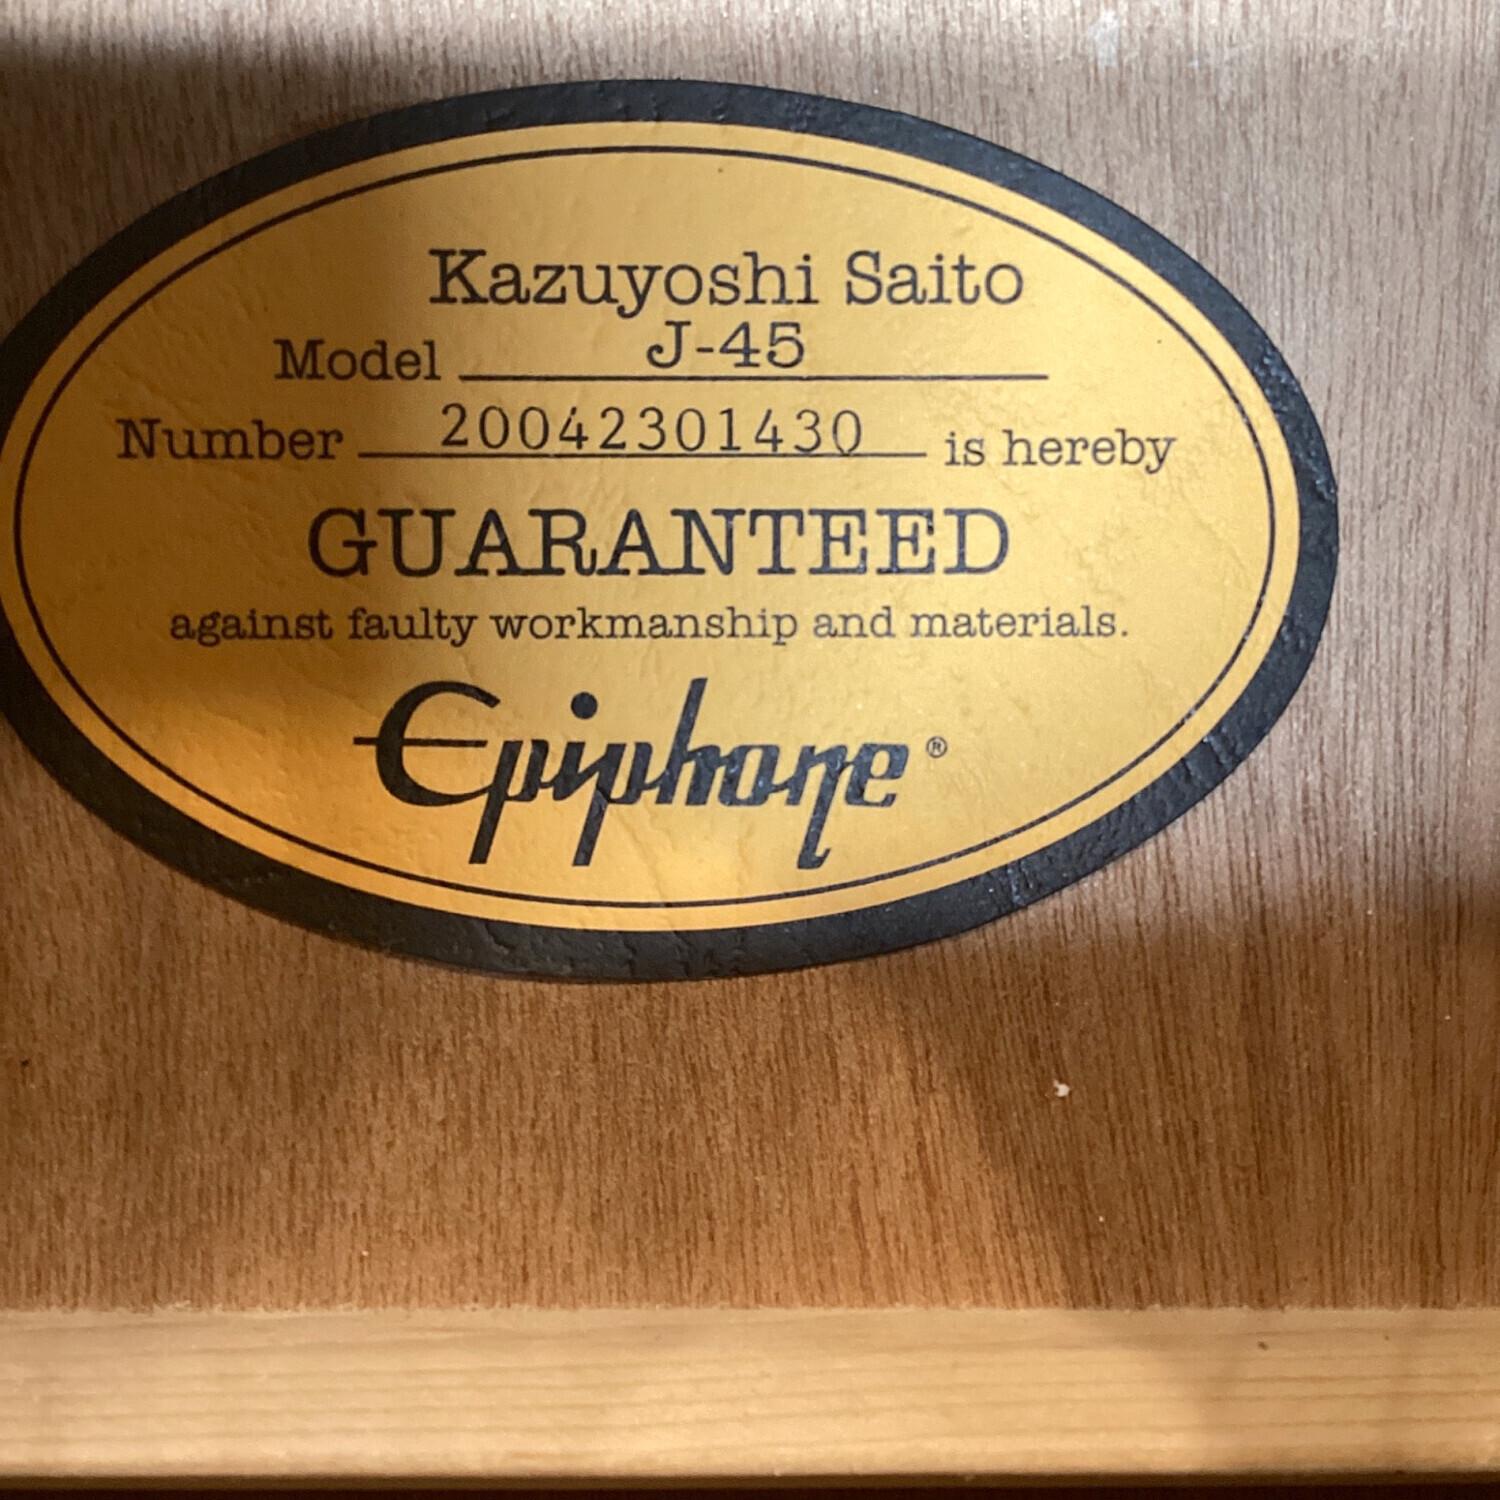 Kazuyoshi Saito
Model J-45
Number 20042301430 is hereby
GUARANTEED
against faulty workmanship and materials.
Epiphone®